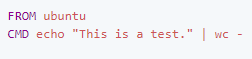 FROM ubuntu
CMD echo "This is a test." | wc -